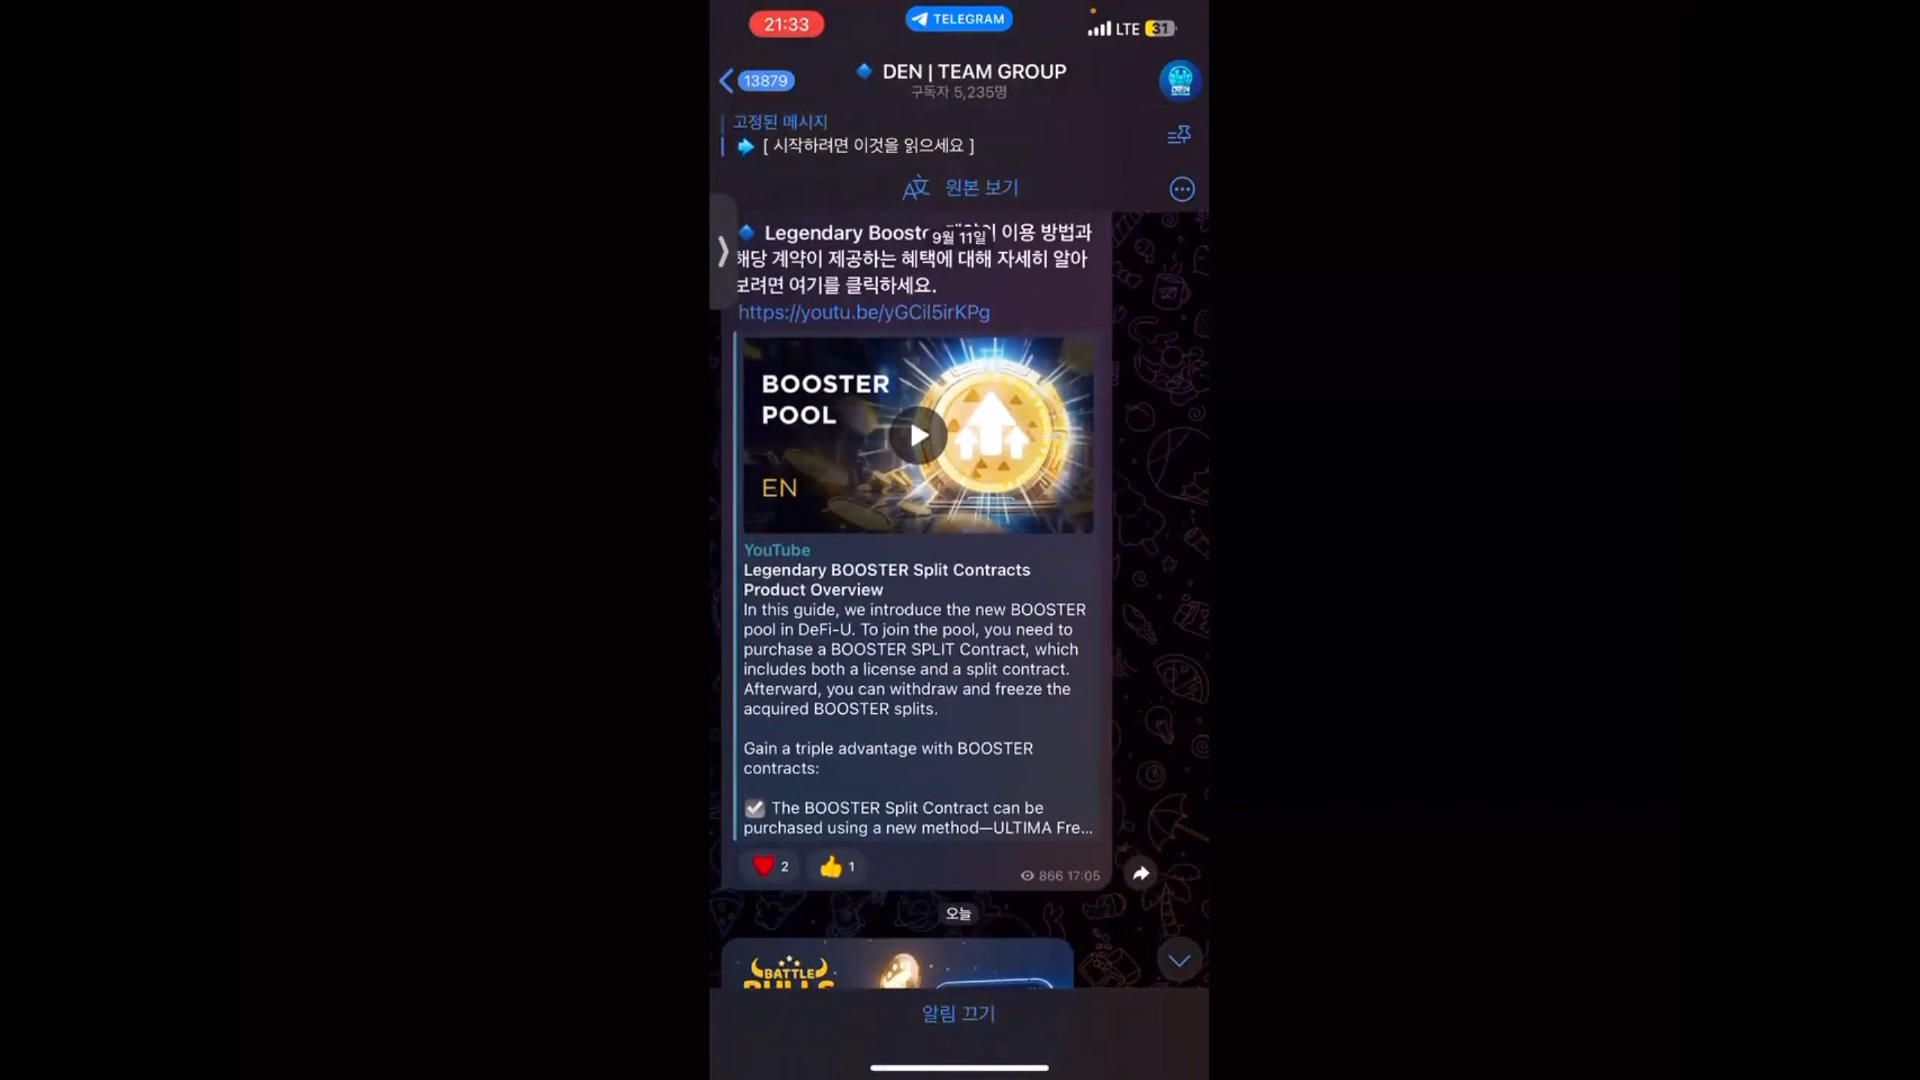 21:33
TELEGRAM
LTE 31
13879
DEN | TEAM GROUP
구독자 5,235명
고정된 메시지
[ 시작하려면 이것을 읽으세요 ]
원본 보기
9월 11일
Legendary Booste 이용 방법과
해당 계약이 제공하는 혜택에 대해 자세히 알아
보려면 여기를 클릭하세요.
https://youtu.be/yGCil5irKPg
BOOSTER
POOL
EN
YouTube
Legendary BOOSTER Split Contracts
Product Overview
In this guide, we introduce the new BOOSTER
pool in DeFi-U. To join the pool, you need to
purchase a BOOSTER SPLIT Contract, which
includes both a license and a split contract.
Afterward, you can withdraw and freeze the
acquired BOOSTER splits.
Gain a triple advantage with BOOSTER
contracts:
The BOOSTER Split Contract can be
purchased using a new method—ULTIMA Fre...
2
1
866 17:05
오늘
BATTLE
BULLS
알림 끄기